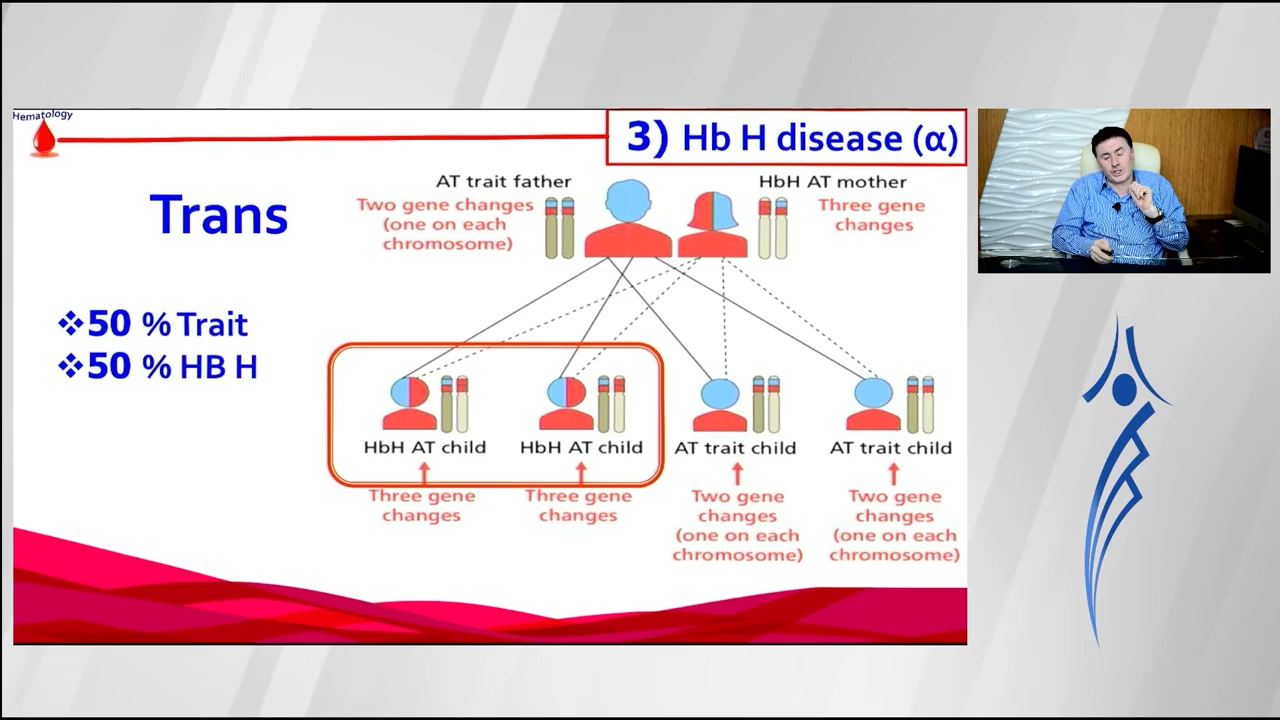 Hematology
3) Hb H disease (α)
Trans
❖50 % Trait
❖50 % HB H
AT trait father
Two gene changes
(one on each
chromosome)
HbH AT mother
Three gene
changes
HbH AT child
HbH AT child
AT trait child
AT trait child
Three gene
changes
Three gene
changes
Two gene
changes
(one on each
chromosome)
Two gene
changes
(one on each
chromosome)